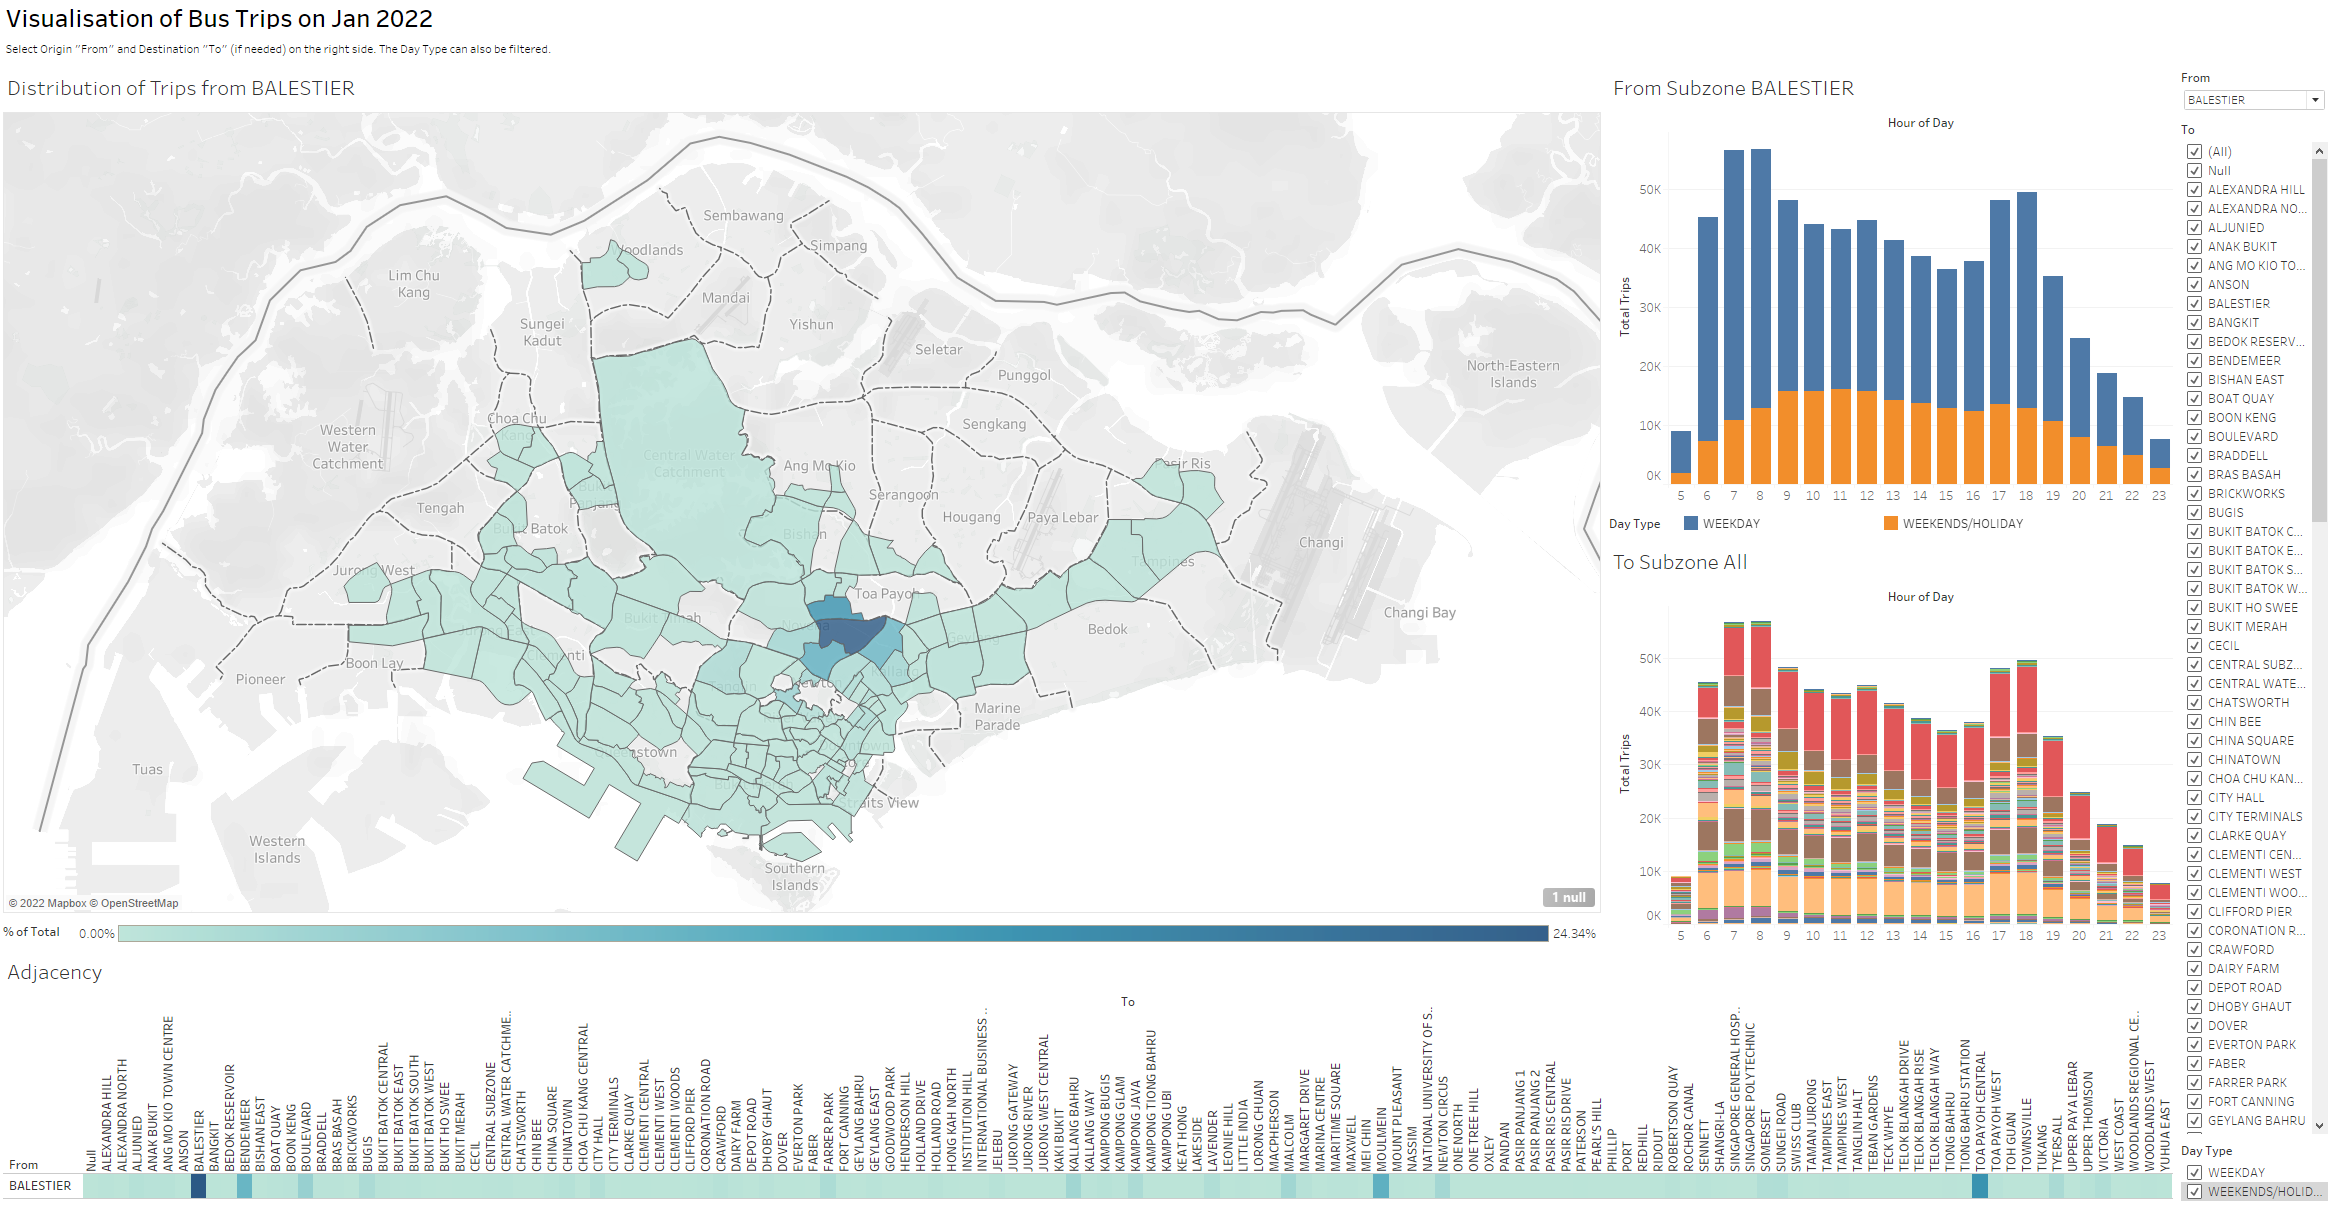 Visualisation of Bus Trips on Jan 2022
Select Origin "From" and Destination "To" (if needed) on the right side. The Day Type can also be filtered.
Distribution of Trips from BALESTIER
Sembawang
Simpang
Lim Chu
Kang
Mandai
Sungei
Kadut
Yishun
Seletar
Punggol
North-Eastern
Islands
Choa Chu
Kang
Western
Water
Catchment
Sengkang
Central Water
Catchment
Ang Mo Kio
Pasir Ris
Serangoon
Tengah
Hougang
Paya Lebar
Bukit Batok
Bishan
Changi
Tampines
Jurong West
Toa Payoh
Changi Bay
Bukit Timah
Bedok
Geylang
Clementi
Boon Lay
Pioneer
Kallang
Newton
Marine
Parade
Tuas
Straits View
Western
Islands
Southern
Islands
© 2022 Mapbox © OpenStreetMap
1 null
% of Total
0.00%
24.34%
From Subzone BALESTIER
Hour of Day
Total Trips
50K
40K
30K
20K
10K
0K
5 6 7 8 9 10 11 12 13 14 15 16 17 18 19 20 21 22 23
Day Type
WEEKDAY
WEEKENDS/HOLIDAY
To Subzone All
Hour of Day
Total Trips
50K
40K
30K
20K
10K
0K
5 6 7 8 9 10 11 12 13 14 15 16 17 18 19 20 21 22 23
From
BALESTIER
To
(All)
Null
ALEXANDRA HILL
ALEXANDRA NO...
ALJUNIED
ANAK BUKIT
ANG MO KIO TO...
ANSON
BALESTIER
BANGKIT
BEDOK RESERV...
BENDEMEER
BISHAN EAST
BOAT QUAY
BOON KENG
BOULEVARD
BRADDELL
BRAS BASAH
BRICKWORKS
BUGIS
BUKIT BATOK C...
BUKIT BATOK E...
BUKIT BATOK S...
BUKIT BATOK W...
BUKIT HO SWEE
BUKIT MERAH
CECIL
CENTRAL SUBZ...
CENTRAL WATE...
CHATSWORTH
CHIN BEE
CHINA SQUARE
CHINATOWN
CHOA CHU KAN...
CITY HALL
CITY TERMINALS
CLARKE QUAY
CLEMENTI CEN...
CLEMENTI WEST
CLEMENTI WOO...
CLIFFORD PIER
CORONATION R...
CRAWFORD
DAIRY FARM
DEPOT ROAD
DHOBY GHAUT
DOVER
EVERTON PARK
FABER
FARRER PARK
FORT CANNING
GEYLANG BAHRU
Day Type
WEEKDAY
WEEKENDS/HOLID...
Adjacency
To
From
Null
ALEXANDRA HILL
ALEXANDRA NORTH
ALJUNIED
ANAK BUKIT
ANG MO KIO TOWN CENTRE
ANSON
BALESTIER
BANGKIT
BEDOK RESERVOIR
BENDEMEER
BISHAN EAST
BOAT QUAY
BOON KENG
BOULEVARD
BRADDELL
BRAS BASAH
BRICKWORKS
BUGIS
BUKIT BATOK CENTRAL
BUKIT BATOK EAST
BUKIT BATOK SOUTH
BUKIT BATOK WEST
BUKIT HO SWEE
BUKIT MERAH
CECIL
CENTRAL SUBZONE
CENTRAL WATER CATCHME..
CHATSWORTH
CHIN BEE
CHINA SQUARE
CHINATOWN
CHOA CHU KANG CENTRAL
CITY HALL
CITY TERMINALS
CLARKE QUAY
CLEMENTI CENTRAL
CLEMENTI WEST
CLEMENTI WOODS
CLIFFORD PIER
CORONATION ROAD
CRAWFORD
DAIRY FARM
DEPOT ROAD
DHOBY GHAUT
DOVER
EVERTON PARK
FABER
FARRER PARK
FORT CANNING
GEYLANG BAHRU
GEYLANG EAST
GOODWOOD PARK
HENDERSON HILL
HOLLAND DRIVE
HOLLAND ROAD
HONG KAH NORTH
INSTITUTION HILL
INTERNATIONAL BUSINESS ..
JELEBU
JURONG GATEWAY
JURONG RIVER
JURONG WEST CENTRAL
KAKI BUKIT
KALLANG BAHRU
KALLANG WAY
KAMPONG BUGIS
KAMPONG GLAM
KAMPONG JAVA
KAMPONG TIONG BAHRU
KAMPONG UBI
KEAT HONG
LAKESIDE
LAVENDER
LEONIE HILL
LITTLE INDIA
LORONG CHUAN
MACPHERSON
MALCOLM
MARGARET DRIVE
MARINA CENTRE
MARITIME SQUARE
MAXWELL
MEI CHIN
MOULMEIN
MOUNT PLEASANT
NASSIM
NATIONAL UNIVERSITY OF S..
NEWTON CIRCUS
ONE NORTH
ONE TREE HILL
OXLEY
PANDAN
PASIR PANJANG 1
PASIR PANJANG 2
PASIR RIS CENTRAL
PASIR RIS DRIVE
PATERSON
PEARL'S HILL
PHILLIP
PORT
REDHILL
RIDOUT
ROBERTSON QUAY
ROCHOR CANAL
SENNETT
SHANGRI-LA
SINGAPORE GENERAL HOSP..
SINGAPORE POLYTECHNIC
SOMERSET
SUNGEI ROAD
SWISS CLUB
TAMAN JURONG
TAMPINES EAST
TAMPINES WEST
TANGLIN HALT
TEBAN GARDENS
TECK WHYE
TELOK BLANGAH DRIVE
TELOK BLANGAH RISE
TELOK BLANGAH WAY
TIONG BAHRU
TIONG BAHRU STATION
TOA PAYOH CENTRAL
TOA PAYOH WEST
TOH GUAN
TOWNSVILLE
TUKANG
TYERSALL
UPPER PAYA LEBAR
UPPER THOMSON
VICTORIA
WEST COAST
WOODLANDS REGIONAL CE..
WOODLANDS WEST
YUHUA EAST
BALESTIER